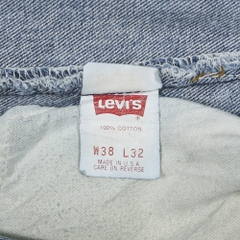 LEVI'S
100% COTTON
W38 L32
MADE IN U.S.A.
CARE ON REVERSE